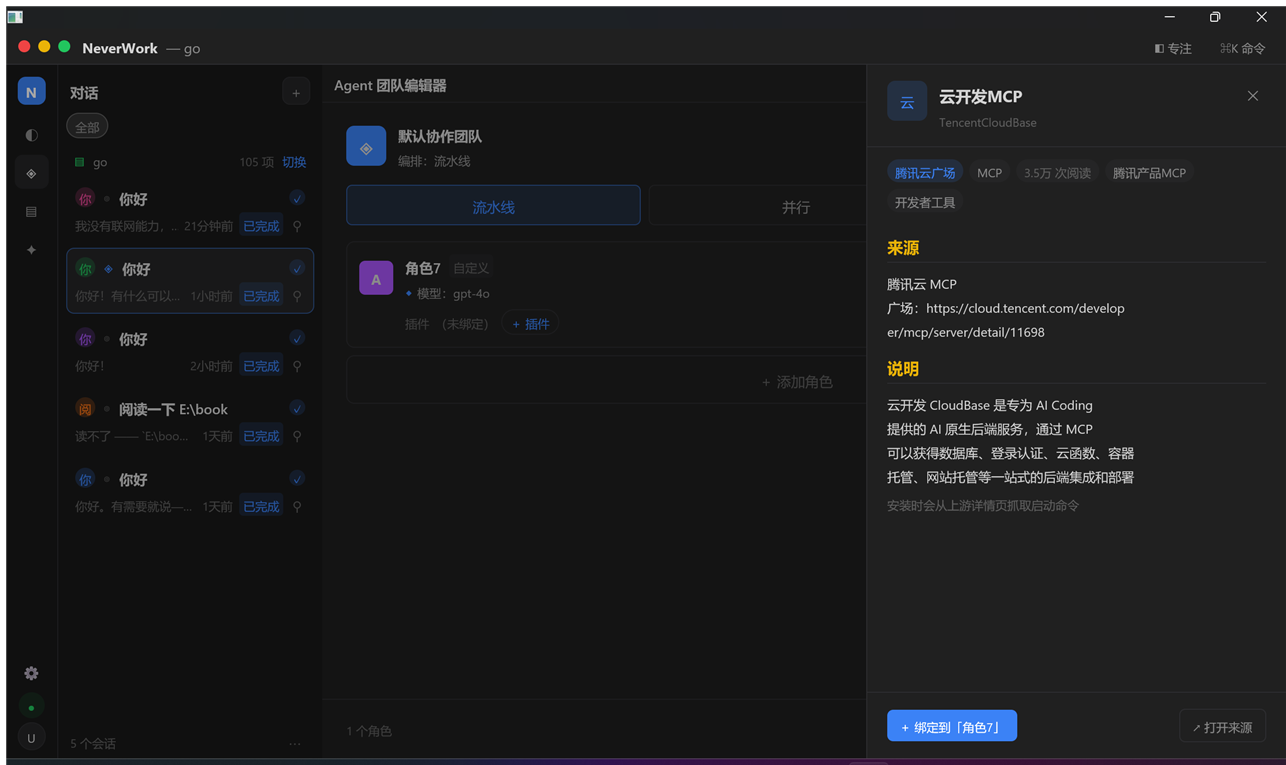 NeverWork — go
专注
⌘K 命令
N
对话
+
全部
go
105 项 切换
你 你好
我没有联网能力，... 21分钟前 已完成
你 你好
你好！有什么可以... 1小时前 已完成
你 你好
你好！ 2小时前 已完成
阅 阅读一下 E:\book
读不了 —— `E:\boo... 1天前 已完成
你 你好
你好。有需要就说—... 1天前 已完成
U
5 个会话
...
Agent 团队编辑器
默认协作团队
编排：流水线
流水线
并行
A
角色7 自定义
模型：gpt-4o
插件 （未绑定） + 插件
+ 添加角色
1 个角色
云
云开发MCP
TencentCloudBase
腾讯云广场 MCP 3.5万 次阅读 腾讯产品MCP
开发者工具
来源
腾讯云 MCP
广场：https://cloud.tencent.com/develop
er/mcp/server/detail/11698
说明
云开发 CloudBase 是专为 AI Coding
提供的 AI 原生后端服务，通过 MCP
可以获得数据库、登录认证、云函数、容器
托管、网站托管等一站式的后端集成和部署
安装时会从上游详情页抓取启动命令
+ 绑定到「角色7」
↗ 打开来源